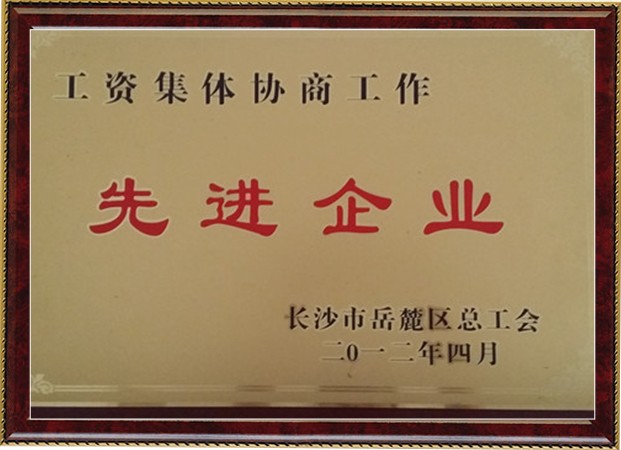 工资集体协商工作
先进企业
长沙市岳麓区总工会
二0一二年四月